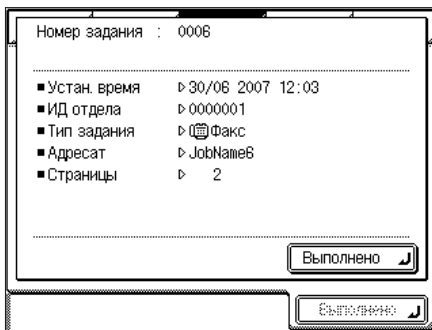 Номер задания : 0006
■ Устан. время ▷ 30/06 2007 12:03
■ ИД отдела ▷ 0000001
■ Тип задания ▷ Факс
■ Адресат ▷ JobName6
■ Страницы ▷ 2
Выполнено
Выполнено